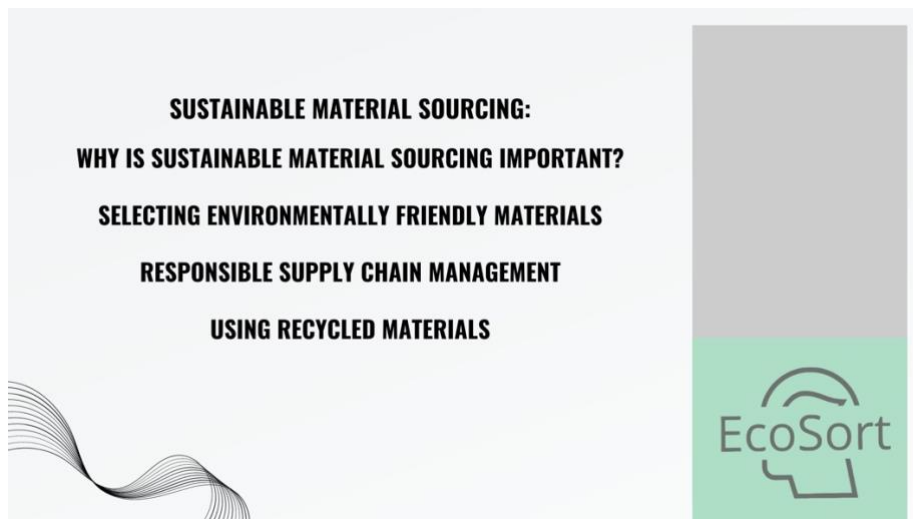 SUSTAINABLE MATERIAL SOURCING:
WHY IS SUSTAINABLE MATERIAL SOURCING IMPORTANT?
SELECTING ENVIRONMENTALLY FRIENDLY MATERIALS
RESPONSIBLE SUPPLY CHAIN MANAGEMENT
USING RECYCLED MATERIALS
EcoSort